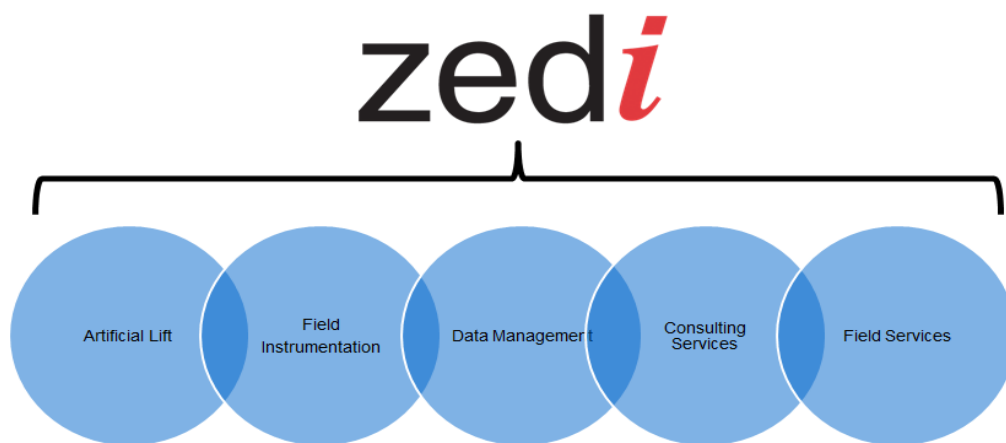 zedi
Artificial Lift
Field
Instrumentation
Data Management
Consulting
Services
Field Services